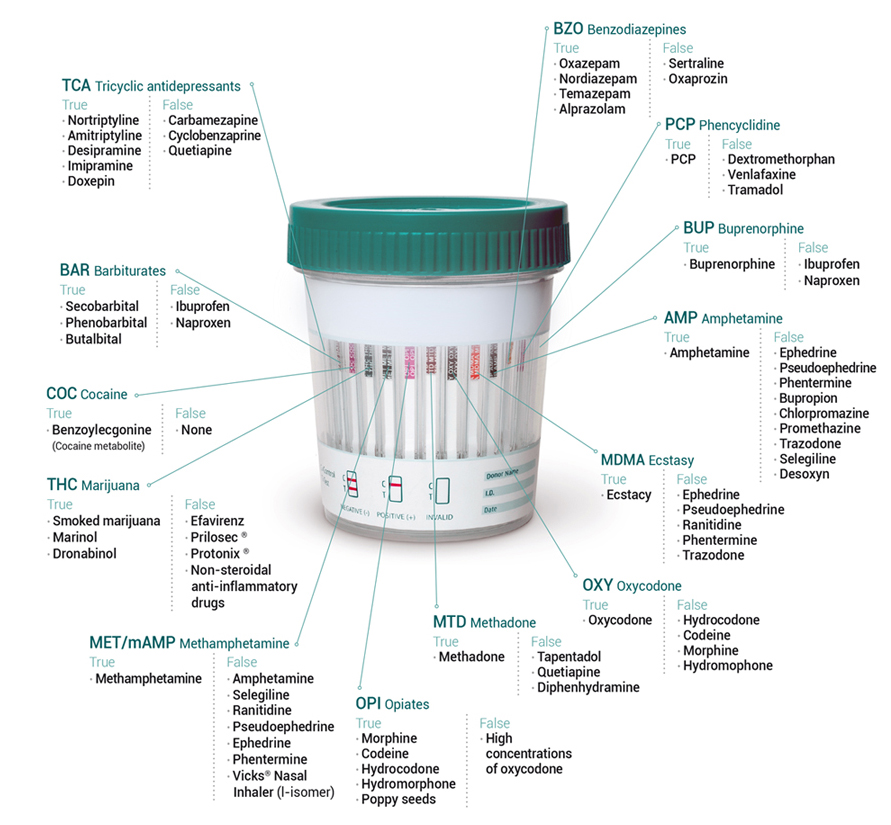 BZO Benzodiazepines
True
· Oxazepam
· Nordiazepam
· Temazepam
· Alprazolam
False
· Sertraline
· Oxaprozin
TCA Tricyclic antidepressants
True
· Nortriptyline
· Amitriptyline
· Desipramine
· Imipramine
· Doxepin
False
· Carbamezapine
· Cyclobenzaprine
· Quetiapine
PCP Phencyclidine
True
· PCP
False
· Dextromethorphan
· Venlafaxine
· Tramadol
BUP Buprenorphine
True
· Buprenorphine
False
· Ibuprofen
· Naproxen
BAR Barbiturates
True
· Secobarbital
· Phenobarbital
· Butalbital
False
· Ibuprofen
· Naproxen
AMP Amphetamine
True
· Amphetamine
False
· Ephedrine
· Pseudoephedrine
· Phentermine
· Bupropion
· Chlorpromazine
· Promethazine
· Trazodone
· Selegiline
· Desoxyn
COC Cocaine
True
· Benzoylecgonine
(Cocaine metabolite)
False
· None
THC Marijuana
True
· Smoked marijuana
· Marinol
· Dronabinol
False
· Efavirenz
· Prilosec ®
· Protonix ®
· Non-steroidal
anti-inflammatory
drugs
C
T
NEGATIVE (-)
C
T
POSITIVE (+)
C
T
INVALID
Donor Name
I.D.
Date
MDMA Ecstasy
True
· Ecstacy
False
· Ephedrine
· Pseudoephedrine
· Ranitidine
· Phentermine
· Trazodone
OXY Oxycodone
True
· Oxycodone
False
· Hydrocodone
· Codeine
· Morphine
· Hydromophone
MTD Methadone
True
· Methadone
False
· Tapentadol
· Quetiapine
· Diphenhydramine
MET/mAMP Methamphetamine
True
· Methamphetamine
False
· Amphetamine
· Selegiline
· Ranitidine
· Pseudoephedrine
· Ephedrine
· Phentermine
· Vicks® Nasal
Inhaler (l-isomer)
OPI Opiates
True
· Morphine
· Codeine
· Hydrocodone
· Hydromorphone
· Poppy seeds
False
· High
concentrations
of oxycodone